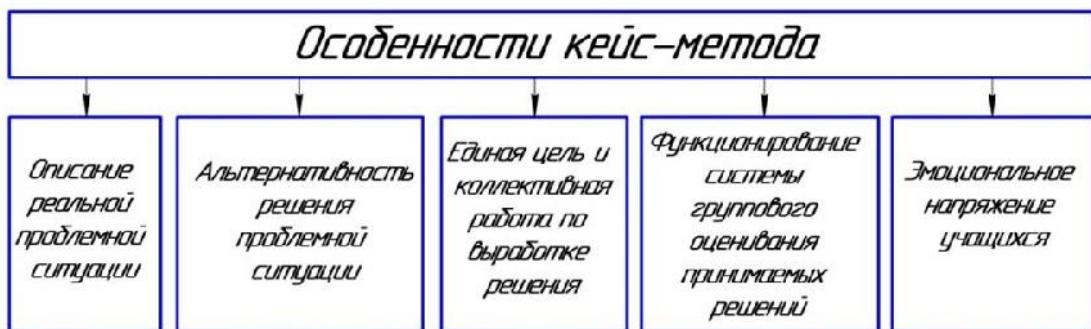 Особенности кейс-метода
Описание
реальной
проблемной
ситуации
Альтернативность
решения
проблемной
ситуации
Единая цель и
коллективная
работа по
выработке
решения
Функционирование
системы
группового
оценивания
принимаемых
решений
Эмоциональное
напряжение
учащихся